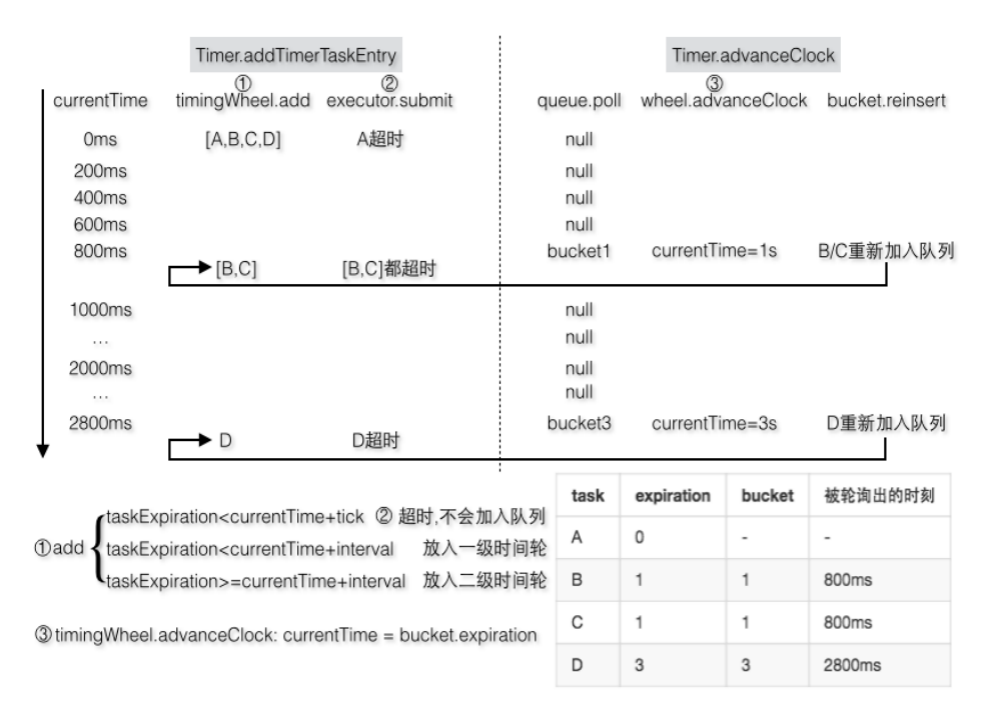 Timer.addTimerTaskEntry Timer.advanceClock
① ② ③
currentTime timingWheel.add executor.submit queue.poll wheel.advanceClock bucket.reinsert
0ms [A,B,C,D] A超时 null
200ms null
400ms null
600ms null
800ms bucket1 currentTime=1s B/C重新加入队列
[B,C] [B,C]都超时
1000ms null
... null
2000ms null
... null
2800ms bucket3 currentTime=3s D重新加入队列
D D超时
①add
taskExpiration<currentTime+tick ② 超时,不会加入队列
taskExpiration<currentTime+interval 放入一级时间轮
taskExpiration>=currentTime+interval 放入二级时间轮
③timingWheel.advanceClock: currentTime = bucket.expiration
task expiration bucket 被轮询出的时刻
A 0 - -
B 1 1 800ms
C 1 1 800ms
D 3 3 2800ms